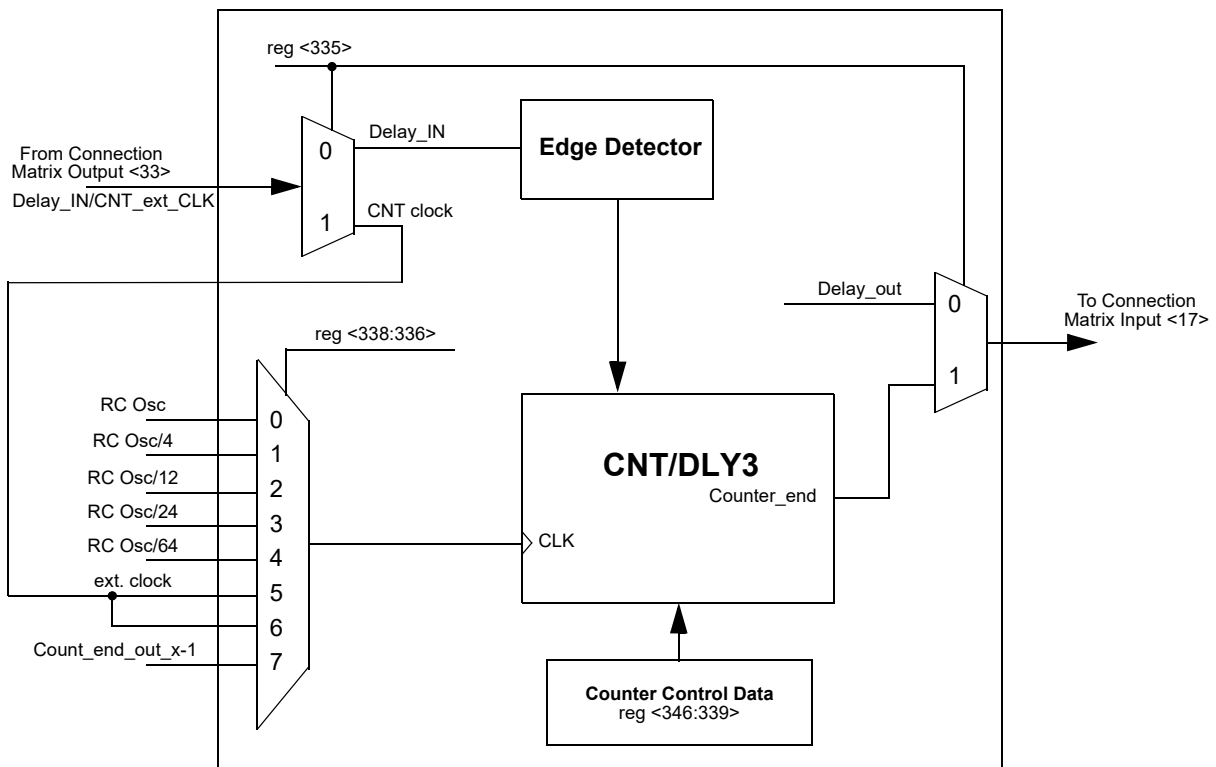 reg <335>
From Connection
Matrix Output <33>
Delay_IN/CNT_ext_CLK
0
1
Delay_IN
CNT clock
Edge Detector
Delay_out
0
1
To Connection
Matrix Input <17>
reg <338:336>
RC Osc
RC Osc/4
RC Osc/12
RC Osc/24
RC Osc/64
ext. clock
Count_end_out_x-1
0
1
2
3
4
5
6
7
CNT/DLY3
Counter_end
CLK
Counter Control Data
reg <346:339>